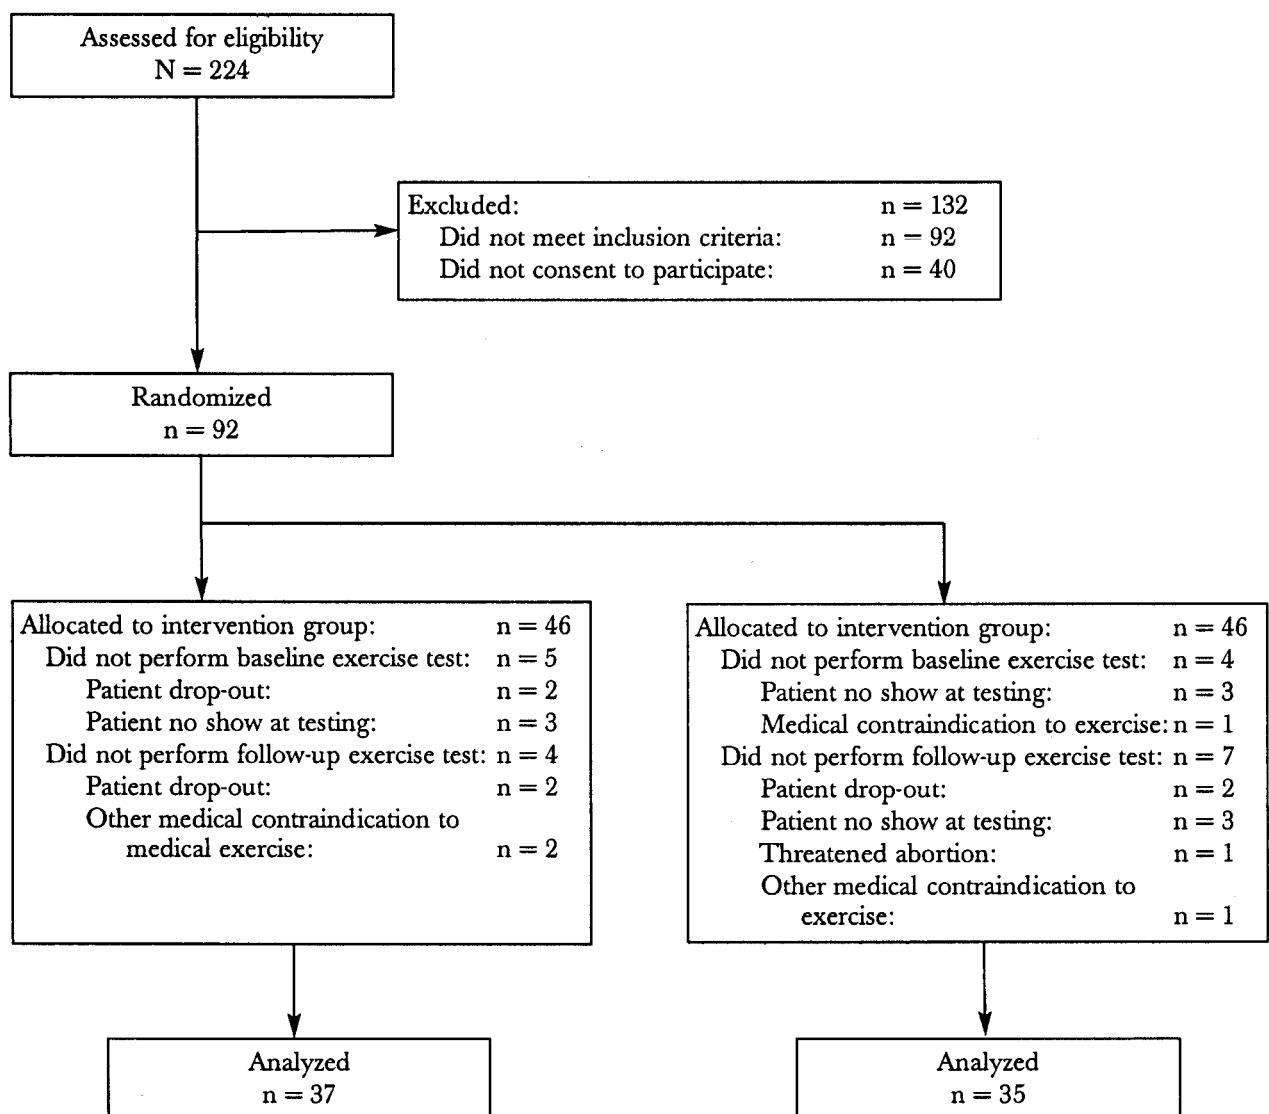 Assessed for eligibility
N = 224
Excluded: n = 132
Did not meet inclusion criteria: n = 92
Did not consent to participate: n = 40
Randomized
n = 92
Allocated to intervention group: n = 46
Did not perform baseline exercise test: n = 5
Patient drop-out: n = 2
Patient no show at testing: n = 3
Did not perform follow-up exercise test: n = 4
Patient drop-out: n = 2
Other medical contraindication to
medical exercise: n = 2
Allocated to intervention group: n = 46
Did not perform baseline exercise test: n = 4
Patient no show at testing: n = 3
Medical contraindication to exercise: n = 1
Did not perform follow-up exercise test: n = 7
Patient drop-out: n = 2
Patient no show at testing: n = 3
Threatened abortion: n = 1
Other medical contraindication to
exercise: n = 1
Analyzed
n = 37
Analyzed
n = 35